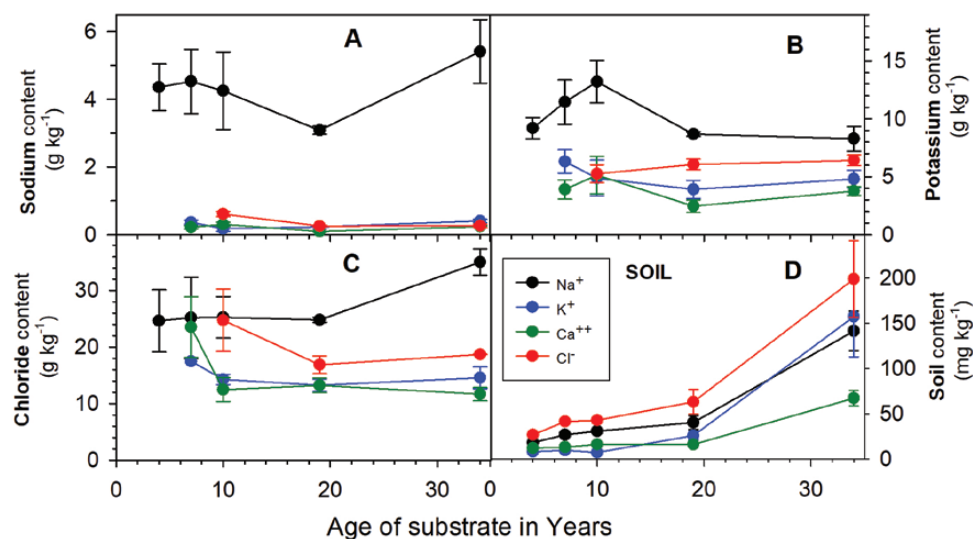 6
4
2
0
Sodium content
(g kg-1)
A
B
15
10
5
0
Potassium content
(g kg-1)
30
20
10
0
Chloride content
(g kg-1)
C
SOIL
D
Na+
K+
Ca++
Cl-
200
150
100
50
0
Soil content
(mg kg-1)
0
10
20
30
0
10
20
30
Age of substrate in Years